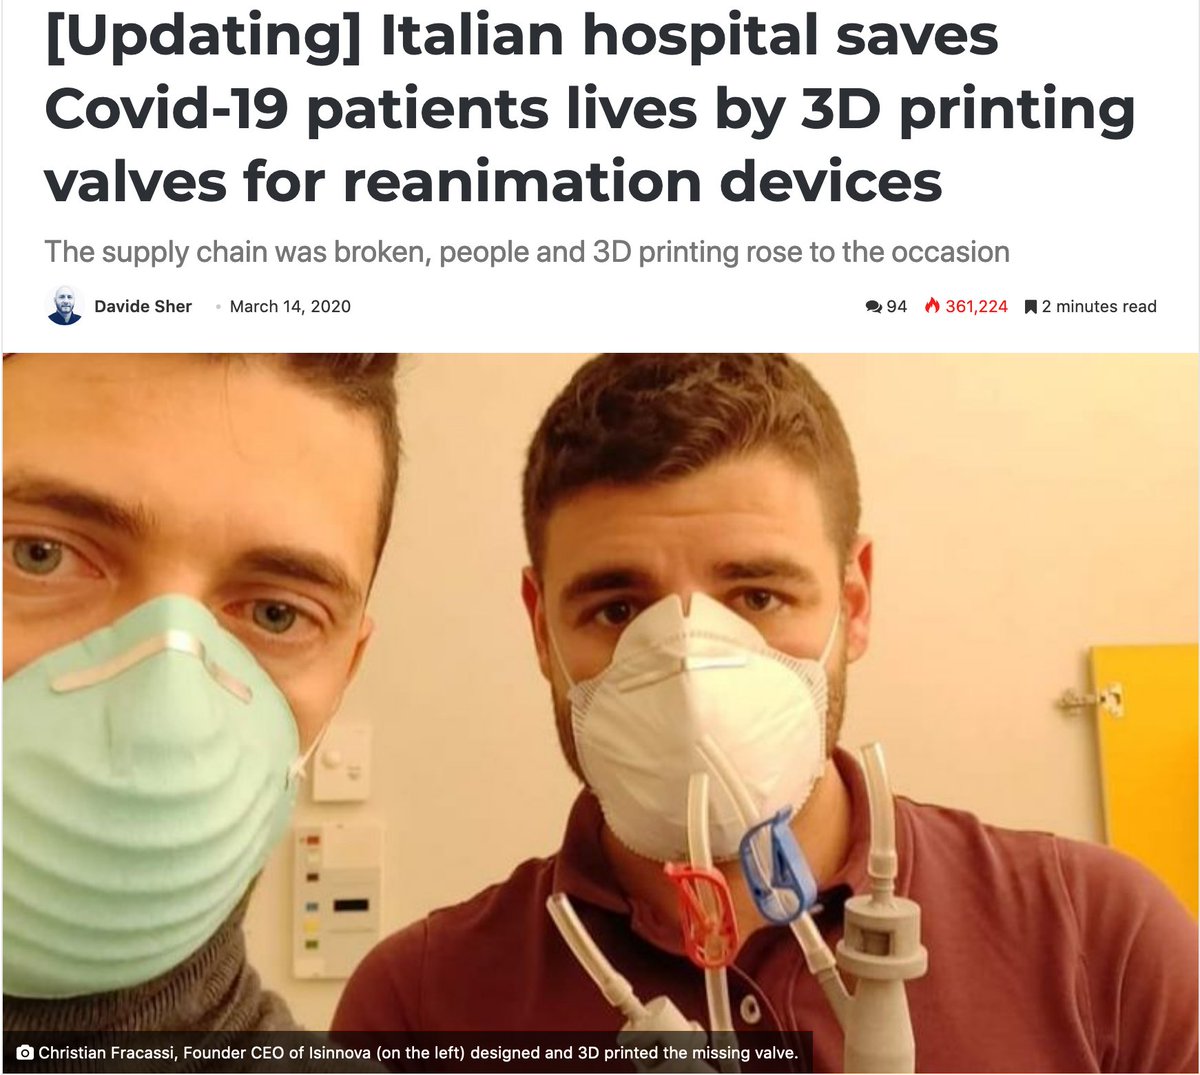 [Updating] Italian hospital saves
Covid-19 patients lives by 3D printing
valves for reanimation devices
The supply chain was broken, people and 3D printing rose to the occasion
Davide Sher • March 14, 2020 94 361,224 2 minutes read
Christian Fracassi, Founder CEO of Isinnova (on the left) designed and 3D printed the missing valve.